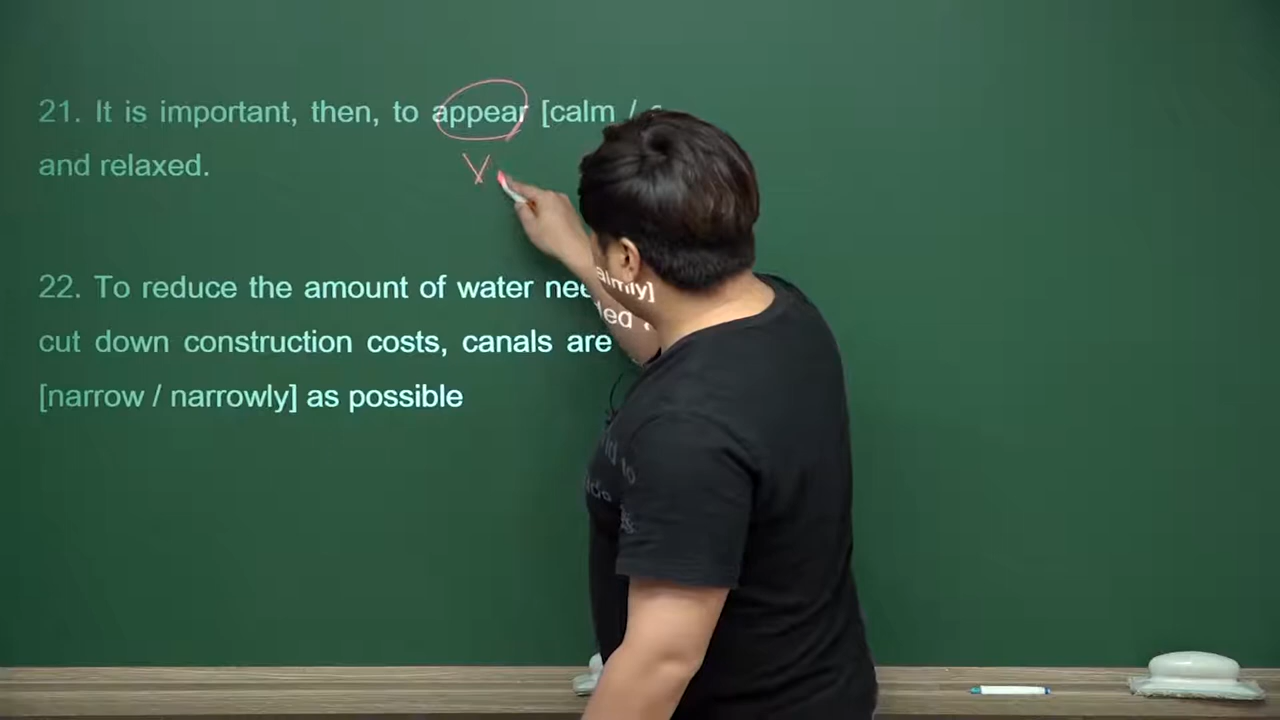 21. It is important, then, to appear [calm /
and relaxed.
V
22. To reduce the amount of water
cut down construction costs, canals are
[narrow / narrowly] as possible